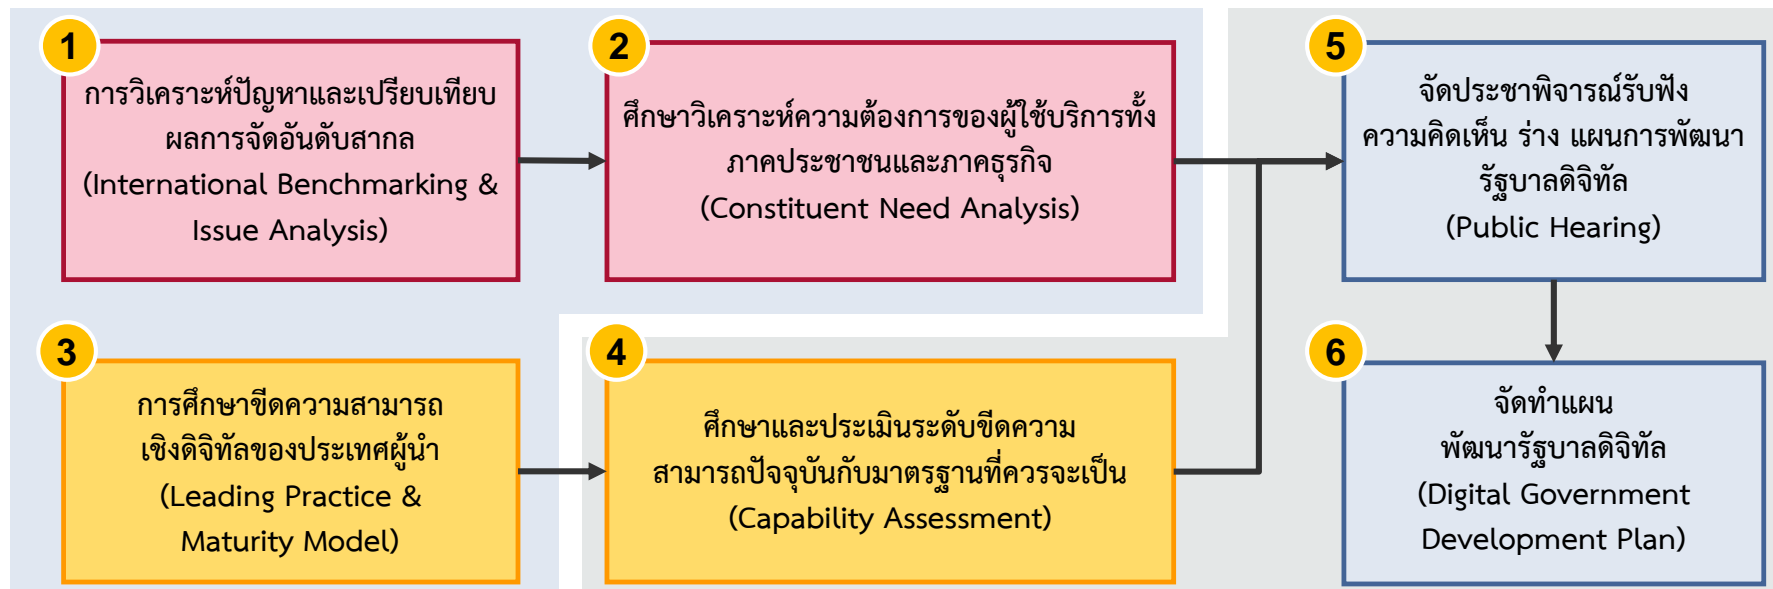 1
การวิเคราะห์ปัญหาและเปรียบเทียบ
ผลการจัดอันดับสากล
(International Benchmarking &
Issue Analysis)
2
ศึกษาวิเคราะห์ความต้องการของผู้ใช้บริการทั้ง
ภาคประชาชนและภาคธุรกิจ
(Constituent Need Analysis)
3
การศึกษาขีดความสามารถ
เชิงดิจิทัลของประเทศผู้นำ
(Leading Practice &
Maturity Model)
4
ศึกษาและประเมินระดับขีดความ
สามารถปัจจุบันกับมาตรฐานที่ควรจะเป็น
(Capability Assessment)
5
จัดประชาพิจารณ์รับฟัง
ความคิดเห็น ร่าง แผนการพัฒนา
รัฐบาลดิจิทัล
(Public Hearing)
6
จัดทำแผน
พัฒนารัฐบาลดิจิทัล
(Digital Government
Development Plan)